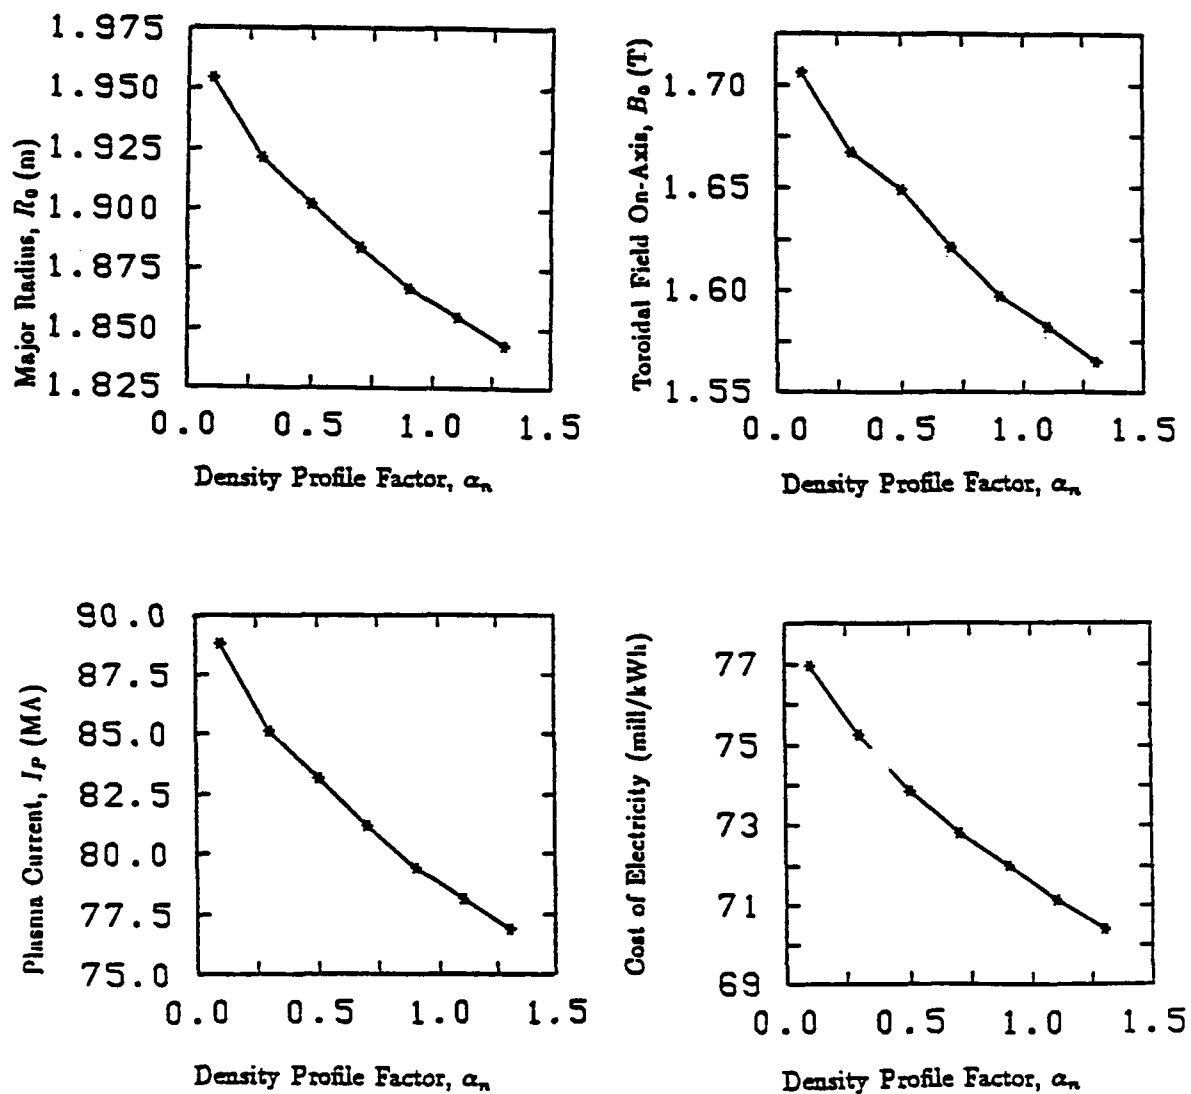 Major Radius, R₀ (m)
1.975
1.950
1.925
1.900
1.875
1.850
1.825
0.0 0.5 1.0 1.5
Density Profile Factor, αₙ
Toroidal Field On-Axis, B₀ (T)
1.70
1.65
1.60
1.55
0.0 0.5 1.0 1.5
Density Profile Factor, αₙ
Plasma Current, I_P (MA)
90.0
87.5
85.0
82.5
80.0
77.5
75.0
0.0 0.5 1.0 1.5
Density Profile Factor, αₙ
Cost of Electricity (mill/kWh)
77
75
73
71
69
0.0 0.5 1.0 1.5
Density Profile Factor, αₙ